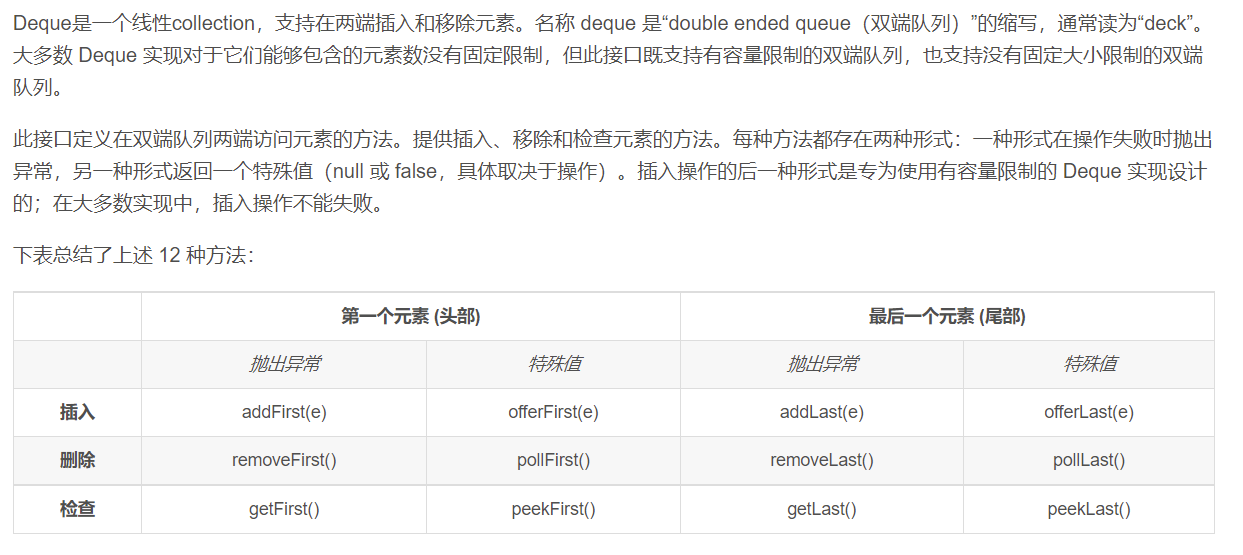 Deque是一个线性collection，支持在两端插入和移除元素。名称 deque 是“double ended queue（双端队列）”的缩写，通常读为“deck”。
大多数 Deque 实现对于它们能够包含的元素数没有固定限制，但此接口既支持有容量限制的双端队列，也支持没有固定大小限制的双端
队列。
此接口定义在双端队列两端访问元素的方法。提供插入、移除和检查元素的方法。每种方法都存在两种形式：一种形式在操作失败时抛出
异常，另一种形式返回一个特殊值（null 或 false，具体取决于操作）。插入操作的后一种形式是专为使用有容量限制的 Deque 实现设计
的；在大多数实现中，插入操作不能失败。
下表总结了上述 12 种方法：
第一个元素 (头部) 最后一个元素 (尾部)
抛出异常 特殊值 抛出异常 特殊值
插入 addFirst(e) offerFirst(e) addLast(e) offerLast(e)
删除 removeFirst() pollFirst() removeLast() pollLast()
检查 getFirst() peekFirst() getLast() peekLast()